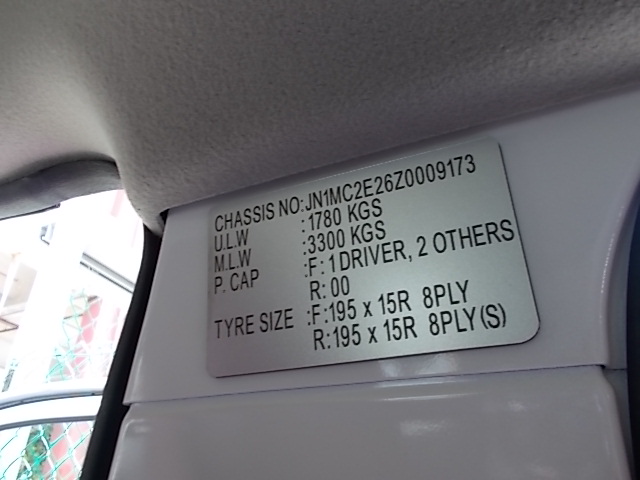 CHASSIS NO:JN1MC2E26Z0009173
U.L.W :1780 KGS
M.L.W :3300 KGS
P. CAP :F: 1 DRIVER, 2 OTHERS
R: 00
TYRE SIZE :F:195 x 15R 8PLY
R:195 x 15R 8PLY(S)